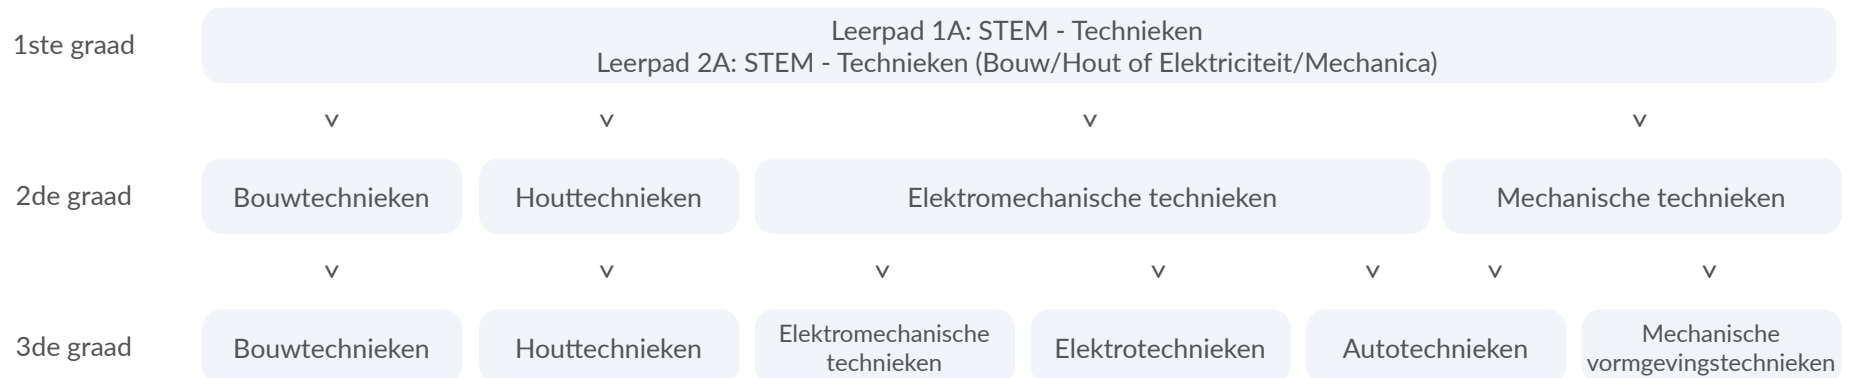 1ste graad
Leerpad 1A: STEM - Technieken
Leerpad 2A: STEM - Technieken (Bouw/Hout of Elektriciteit/Mechanica)
2de graad
Bouwtechnieken
Houttechnieken
Elektromechanische technieken
Mechanische technieken
3de graad
Bouwtechnieken
Houttechnieken
Elektromechanische
technieken
Elektrotechnieken
Autotechnieken
Mechanische
vormgevingstechnieken